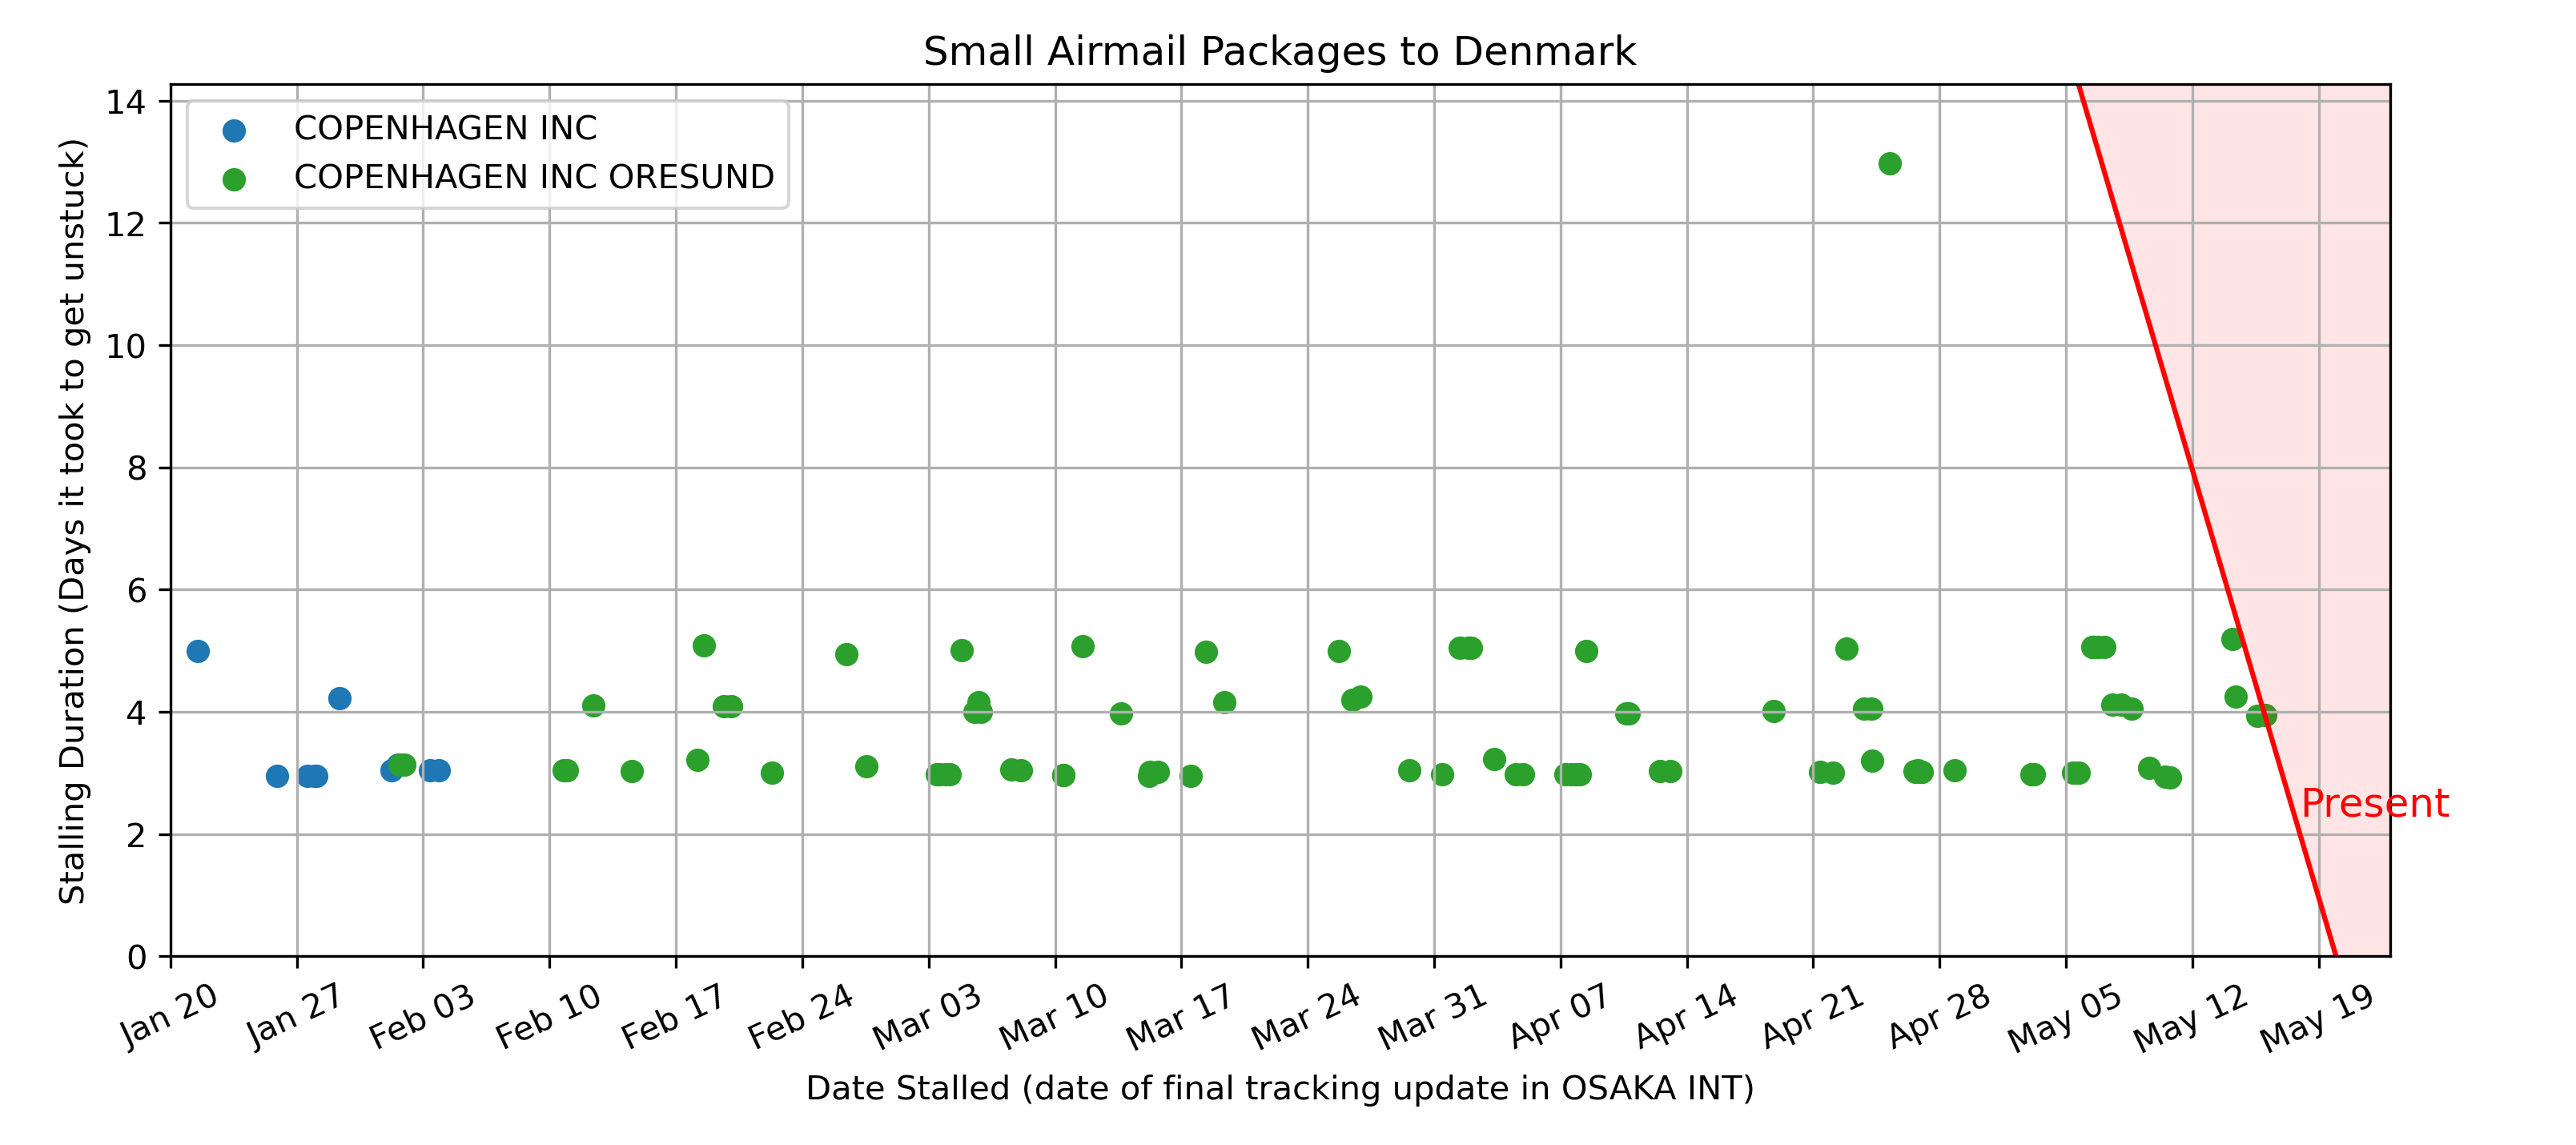 Small Airmail Packages to Denmark
COPENHAGEN INC
COPENHAGEN INC ORESUND
Stalling Duration (Days it took to get unstuck)
14
12
10
8
6
4
2
0
Present
Jan 20
Jan 27
Feb 03
Feb 10
Feb 17
Feb 24
Mar 03
Mar 10
Mar 17
Mar 24
Mar 31
Apr 07
Apr 14
Apr 21
Apr 28
May 05
May 12
May 19
Date Stalled (date of final tracking update in OSAKA INT)